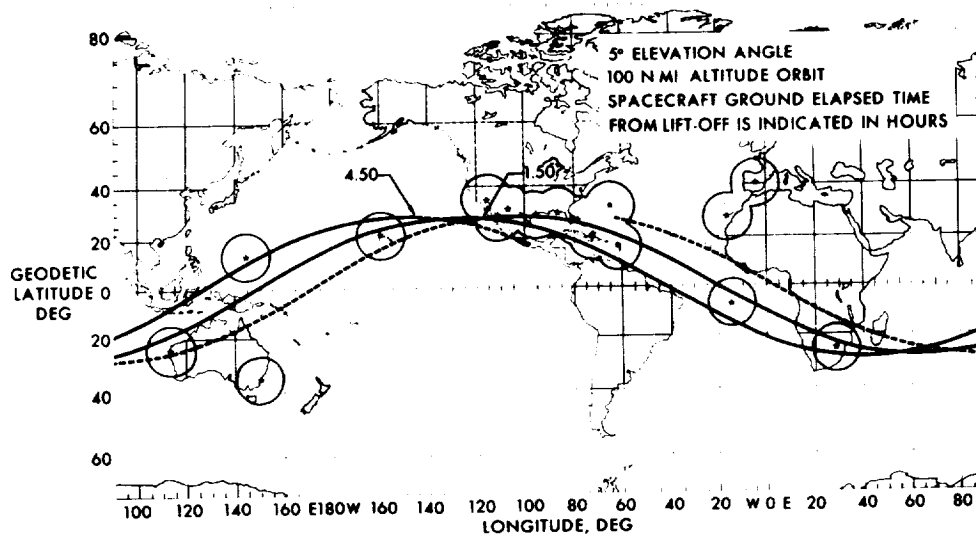 5° ELEVATION ANGLE
100 N MI ALTITUDE ORBIT
SPACECRAFT GROUND ELAPSED TIME
FROM LIFT-OFF IS INDICATED IN HOURS
80
60
40
20
GEODETIC
LATITUDE 0
DEG
20
40
60
4.50
1.50
100 120 140 160 E180W 160 140 120 100 80 60 40 20 W 0 E 20 40 60 80
LONGITUDE, DEG